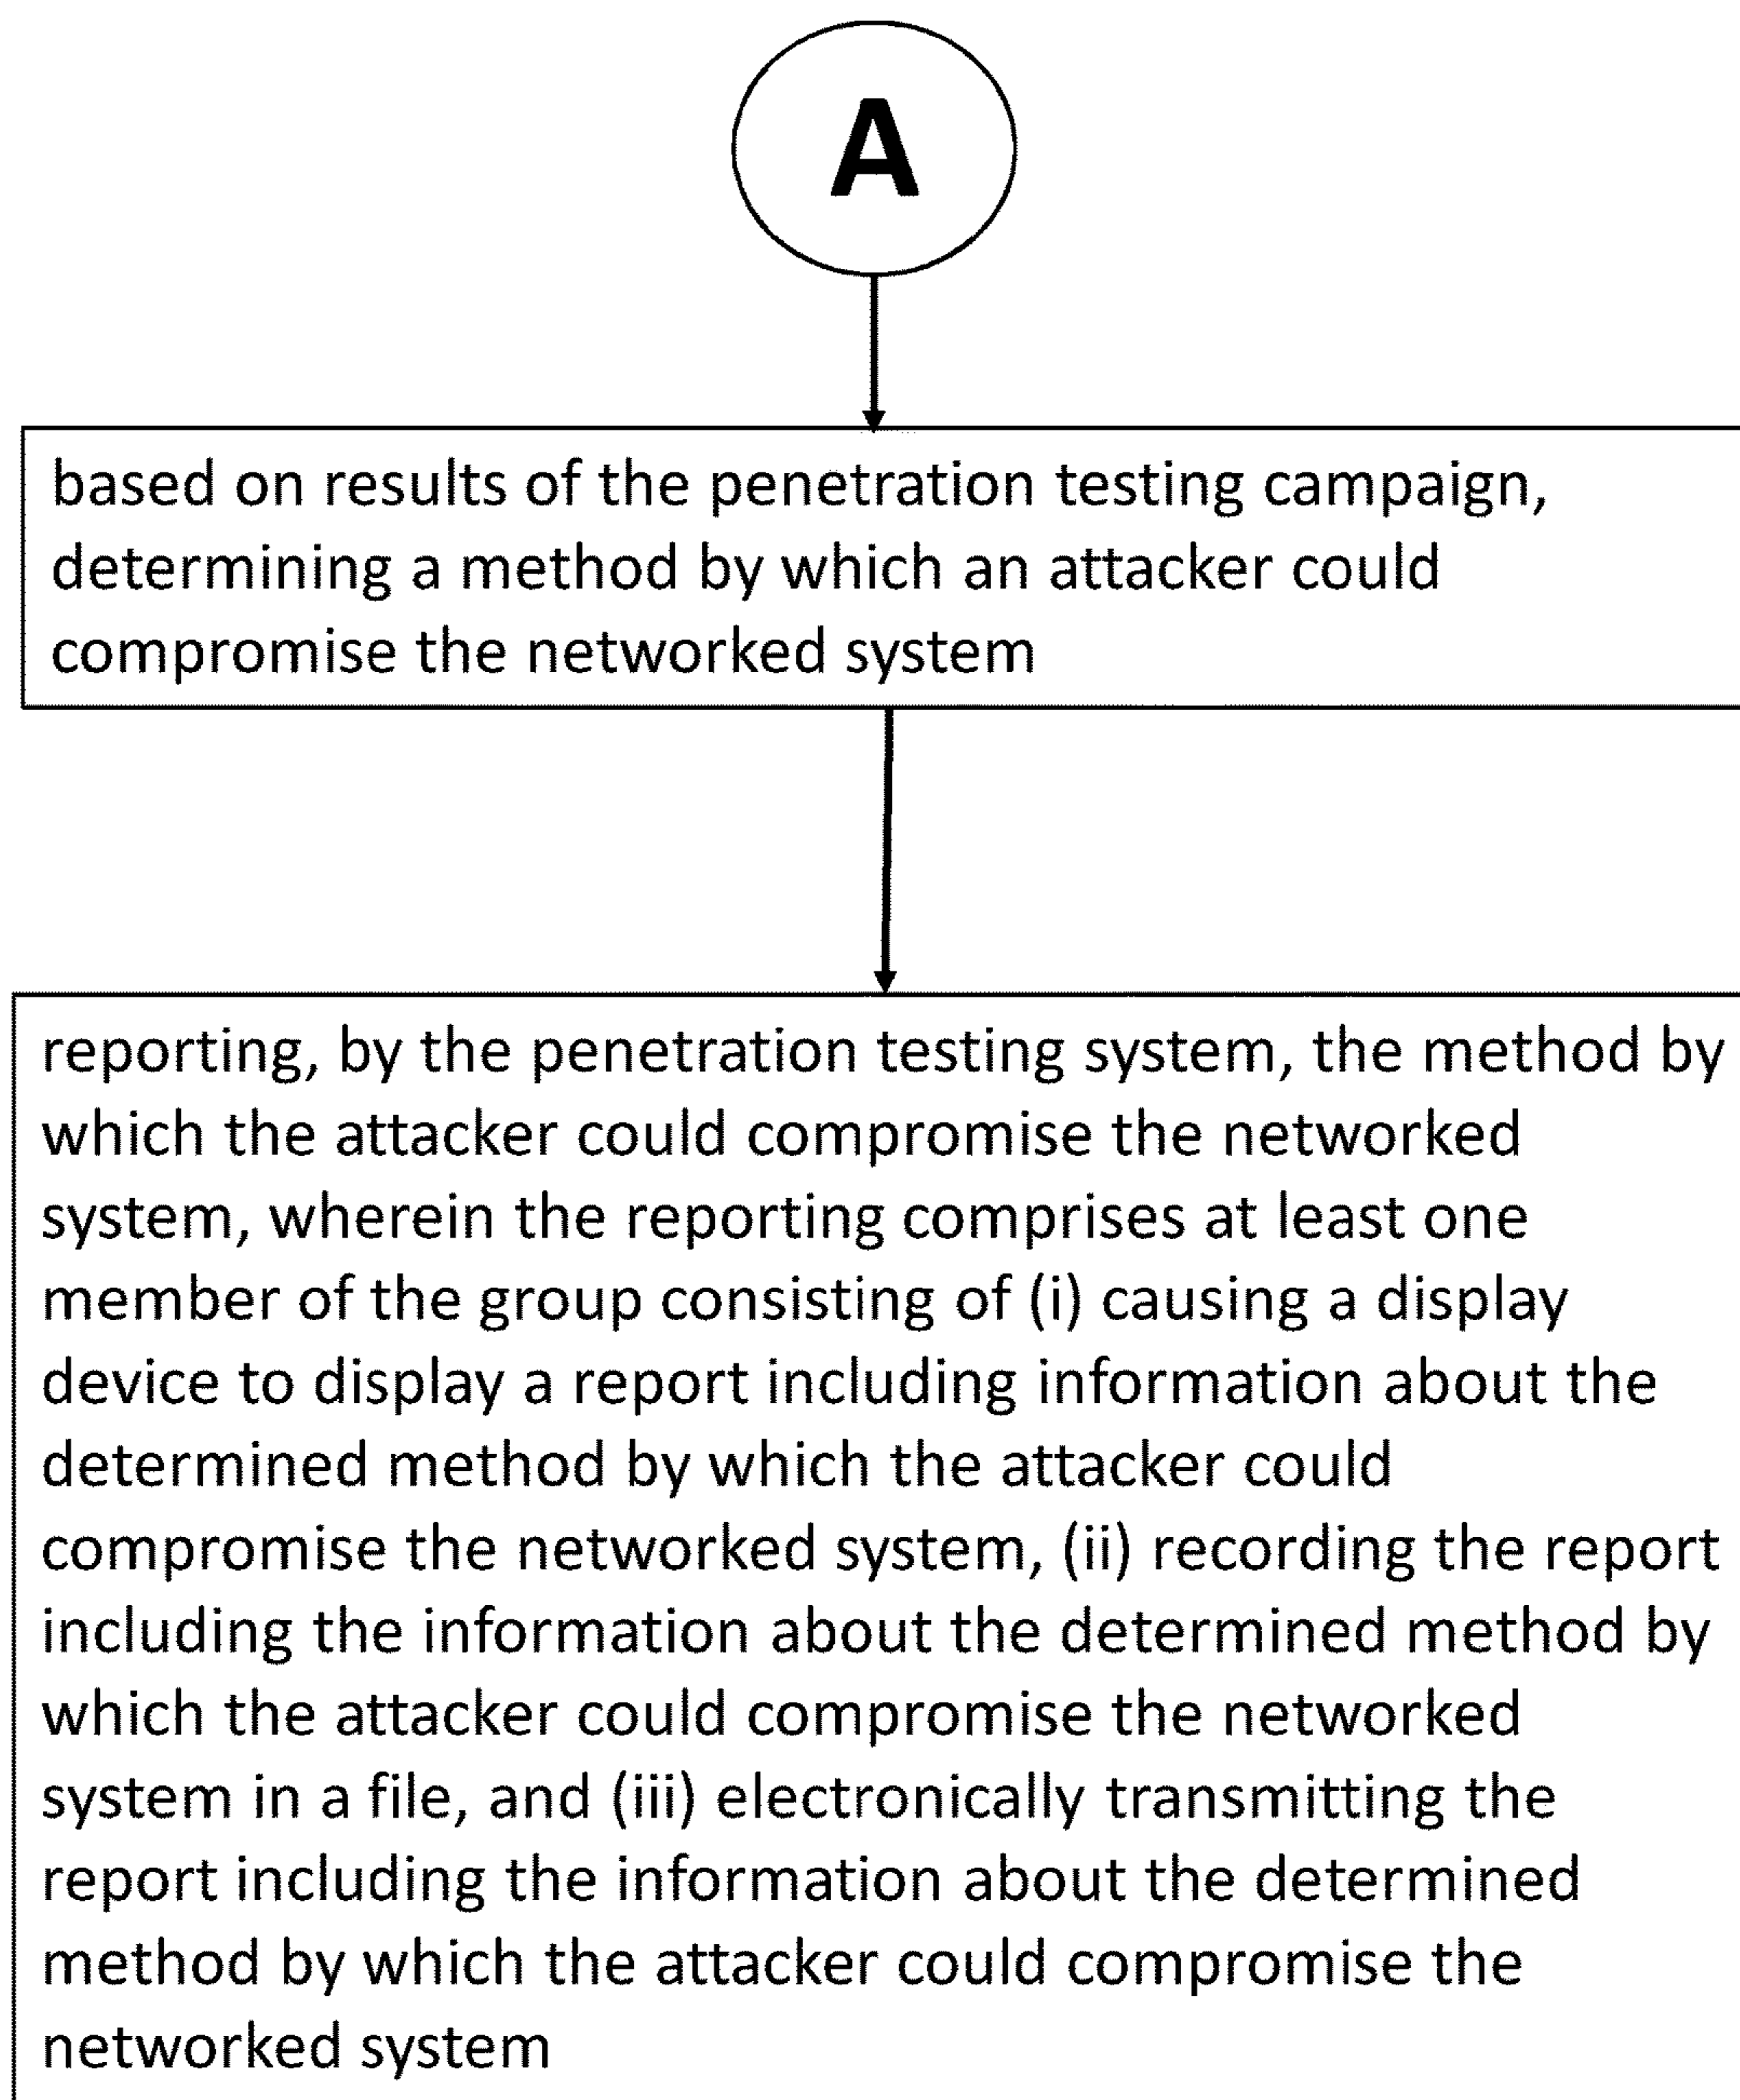 A
based on results of the penetration testing campaign,
determining a method by which an attacker could
compromise the networked system
reporting, by the penetration testing system, the method by
which the attacker could compromise the networked
system, wherein the reporting comprises at least one
member of the group consisting of (i) causing a display
device to display a report including information about the
determined method by which the attacker could
compromise the networked system, (ii) recording the report
including the information about the determined method by
which the attacker could compromise the networked
system in a file, and (iii) electronically transmitting the
report including the information about the determined
method by which the attacker could compromise the
networked system